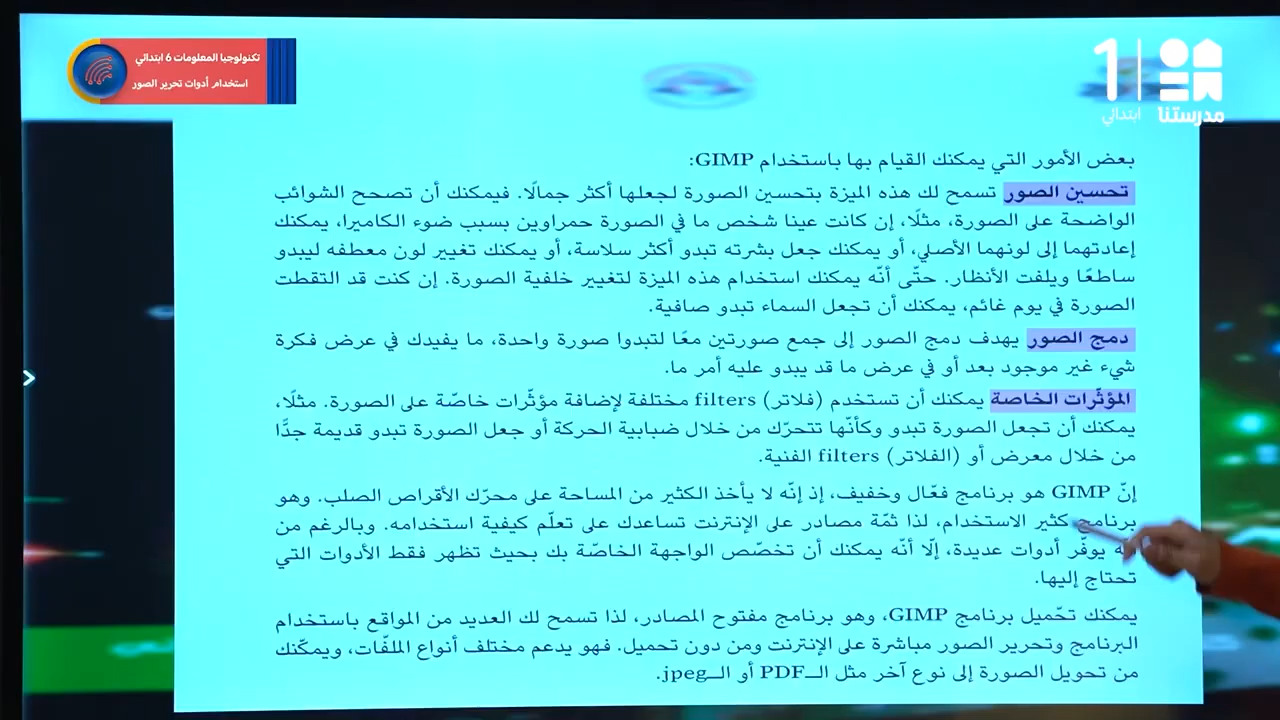 تكنولوجيا المعلومات 6 ابتدائي
استخدام أدوات تحرير الصور
1
ابتدائي
مدرستنا
بعض الأمور التي يمكنك القيام بها باستخدام GIMP:
تحسين الصور تسمح لك هذه الميزة بتحسين الصورة لجعلها أكثر جمالًا. فيمكنك أن تصحح الشوائب
الواضحة على الصورة، مثلًا، إن كانت عينا شخص ما في الصورة حمراوين بسبب ضوء الكاميرا، يمكنك
إعادتهما إلى لونهما الأصلي، أو يمكنك جعل بشرته تبدو أكثر سلاسة، أو يمكنك تغيير لون معطفه ليبدو
ساطعًا ويلفت الأنظار. حتّى أنّه يمكنك استخدام هذه الميزة لتغيير خلفية الصورة. إن كنت قد التقطت
الصورة في يوم غائم، يمكنك أن تجعل السماء تبدو صافية.
دمج الصور يهدف دمج الصور إلى جمع صورتين معًا لتبدوا صورة واحدة، ما يفيدك في عرض فكرة
شيء غير موجود بعد أو في عرض ما قد يبدو عليه أمر ما.
المؤثّرات الخاصة يمكنك أن تستخدم (فلاتر) filters مختلفة لإضافة مؤثّرات خاصّة على الصورة. مثلًا،
يمكنك أن تجعل الصورة تبدو وكأنّها تتحرّك من خلال ضبابية الحركة أو جعل الصورة تبدو قديمة جدًّا
من خلال معرض أو (الفلاتر) filters الفنية.
إنّ GIMP هو برنامج فعّال وخفيف، إذ إنّه لا يأخذ الكثير من المساحة على محرّك الأقراص الصلب. وهو
برنامج كثير الاستخدام، لذا ثمّة مصادر على الإنترنت تساعدك على تعلّم كيفية استخدامه. وبالرغم من
يوفّر أدوات عديدة، إلّا أنه يمكنك أن تخصّص الواجهة الخاصّة بك بحيث تظهر فقط الأدوات التي
تحتاج إليها.
يمكنك تحّميل برنامج GIMP، وهو برنامج مفتوح المصادر، لذا تسمح لك العديد من المواقع باستخدام
البرنامج وتحرير الصور مباشرة على الإنترنت ومن دون تحميل. فهو يدعم مختلف أنواع الملفّات، ويمكّنك
من تحويل الصورة إلى نوع آخر مثل الـPDF أو الـjpeg.